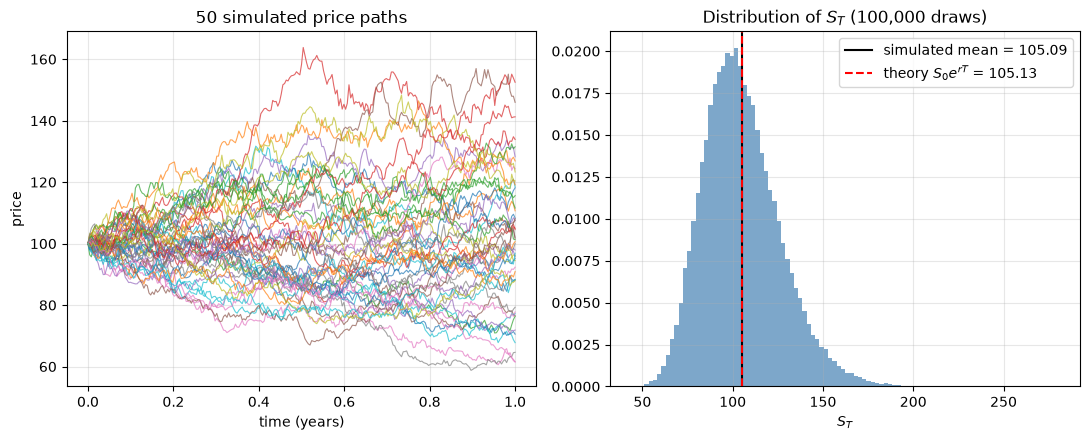 50 simulated price paths
price
160
140
120
100
80
60
0.0 0.2 0.4 0.6 0.8 1.0
time (years)
Distribution of $S_T$ (100,000 draws)
simulated mean = 105.09
theory $S_0e^{rT}$ = 105.13
0.0200
0.0175
0.0150
0.0125
0.0100
0.0075
0.0050
0.0025
0.0000
50 100 150 200 250
$S_T$